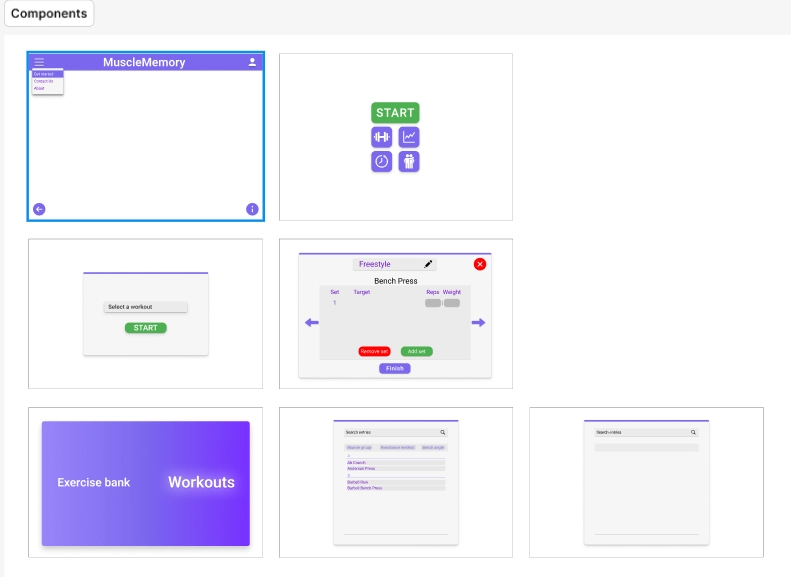 Components
MuscleMemory
Get started
Contact Us
About
START
Select a workout
START
Freestyle
Bench Press
Set Target Reps Weight
1
Remove set Add set
Finish
Exercise bank Workouts
Search entries
Muscle group Resistance method Bench angle
A
Ab Crunch
Anderson Press
B
Barbell Row
Barbell Bench Press
Search entries